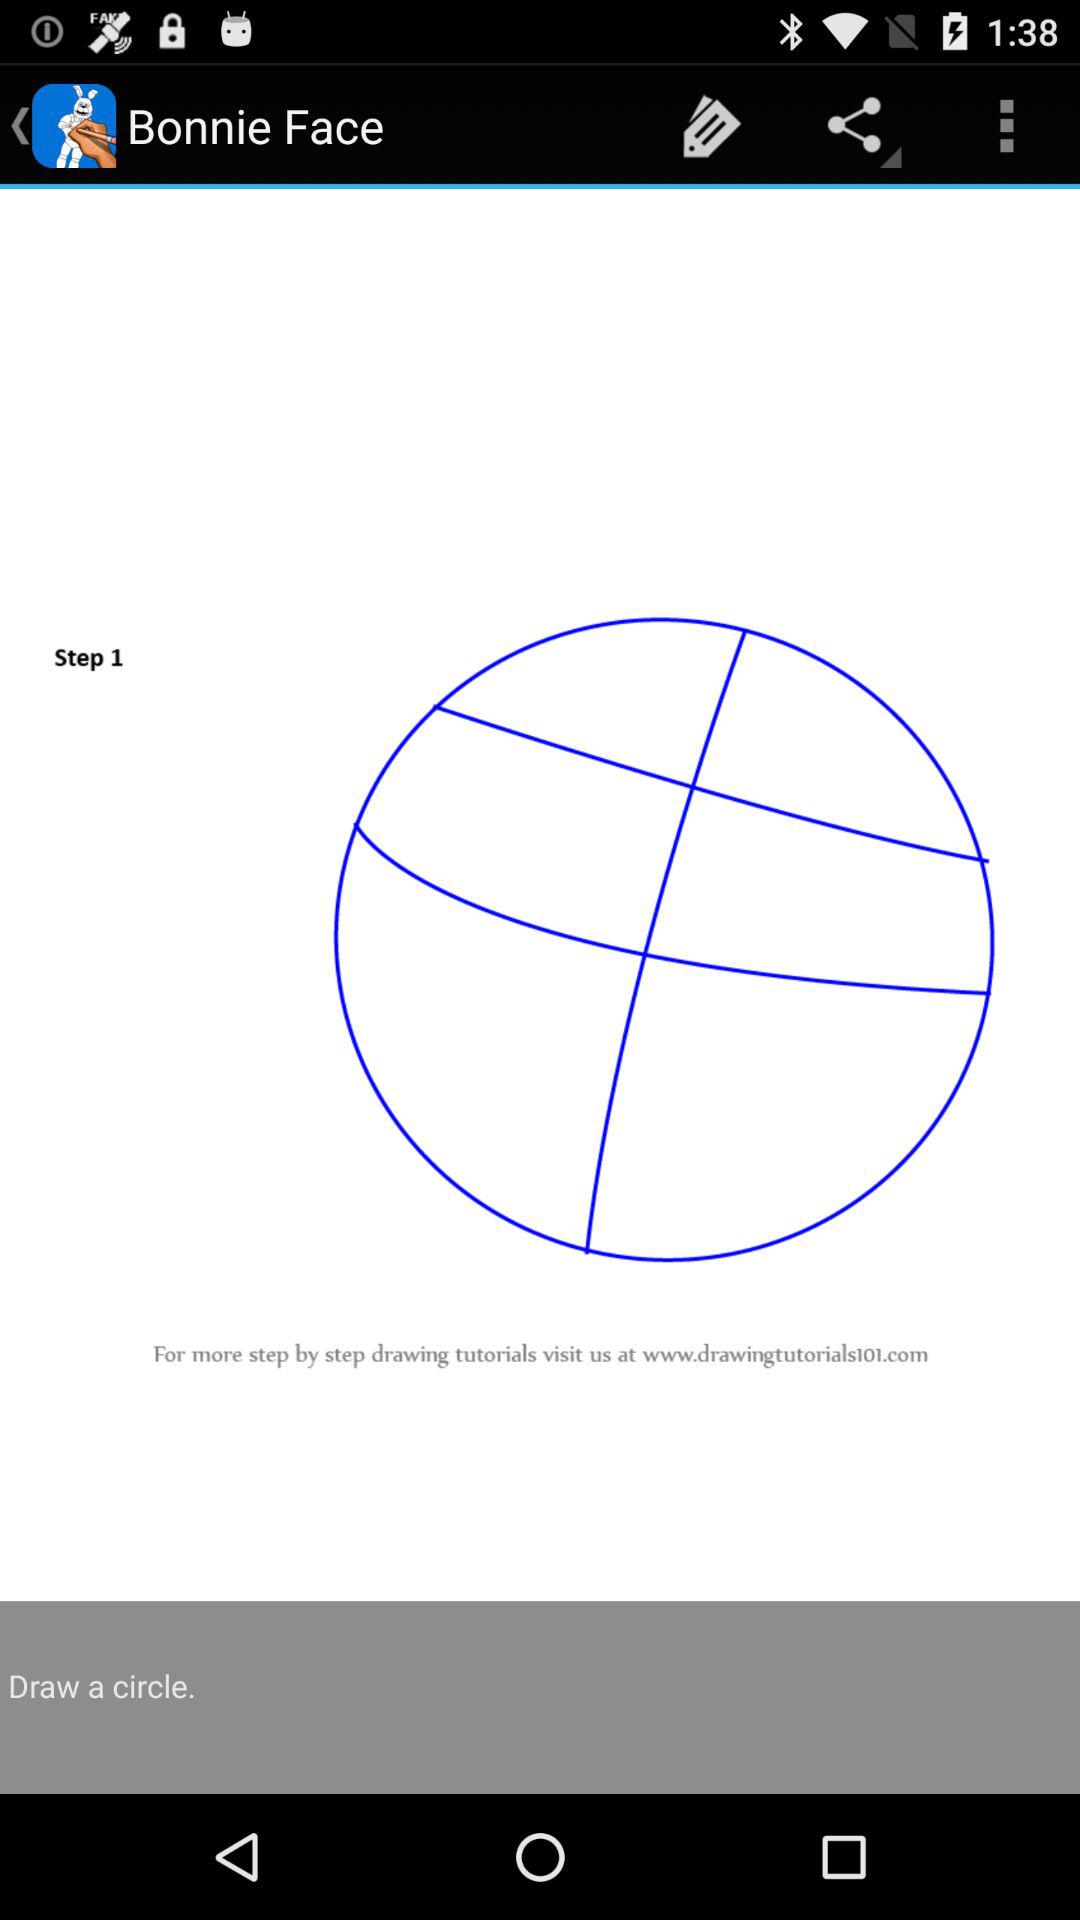 FAKE
1:38
Bonnie Face
Step 1
For more step by step drawing tutorials visit us at www.drawingtutorials101.com
Draw a circle.